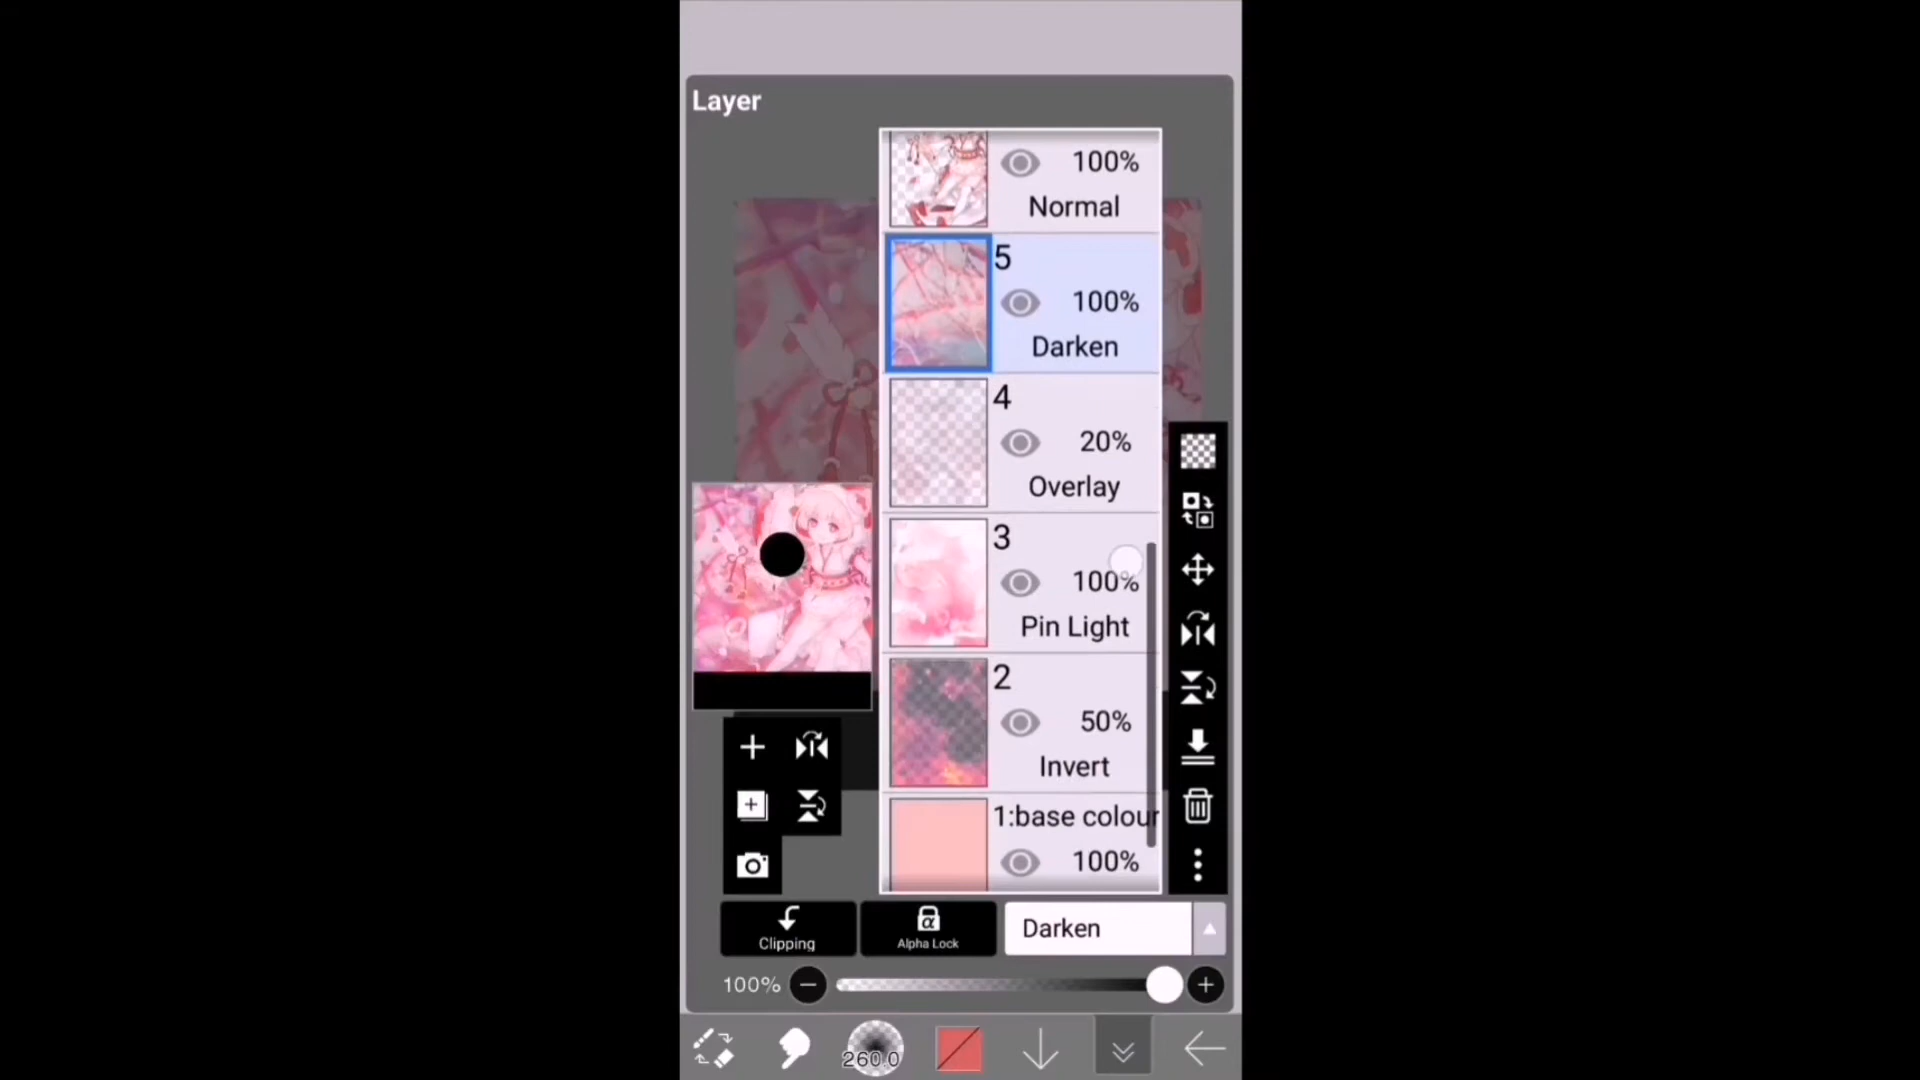 Layer
100%
Normal
5
100%
Darken
4
20%
Overlay
3
100%
Pin Light
2
50%
Invert
1:base colour
100%
Clipping
α
Alpha Lock
Darken
100%
260.0